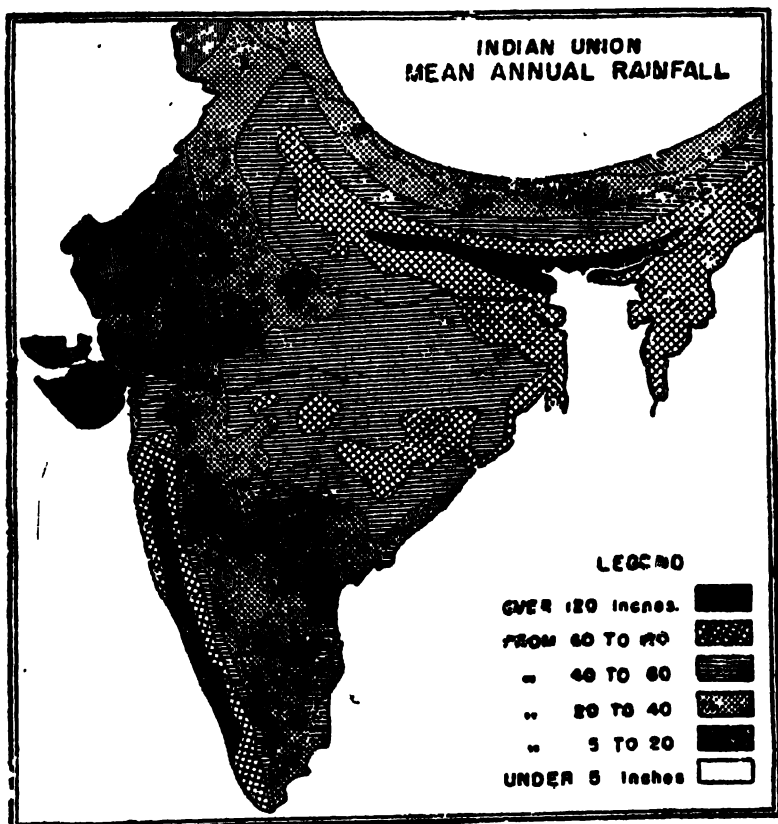 INDIAN UNION
MEAN ANNUAL RAINFALL
LEGEND
OVER 120 Inches.
FROM 60 TO 120
„ 40 TO 60
„ 20 TO 40
„ 5 TO 20
UNDER 5 Inches